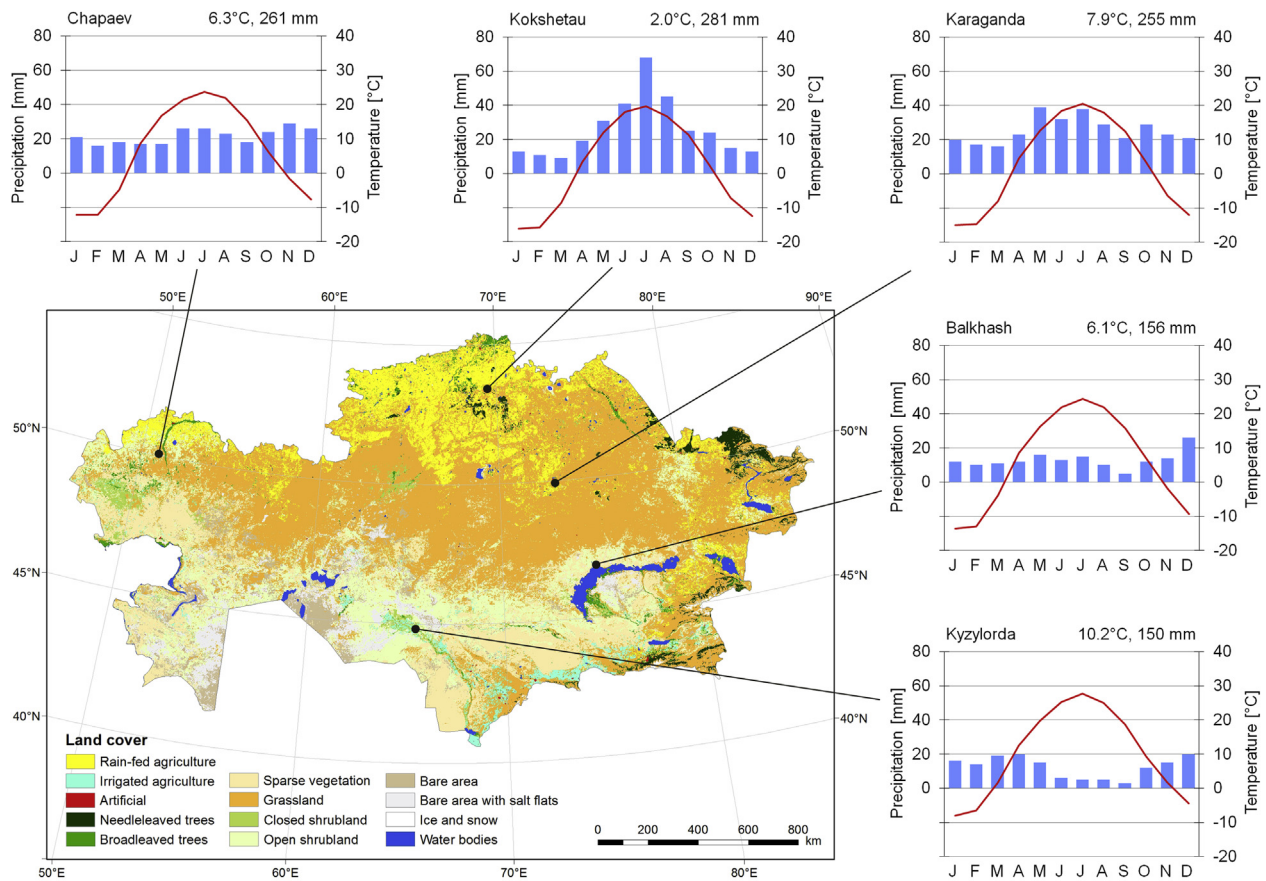 Chapaev 6.3°C, 261 mm
80 40
60 30
40 20
20 10
0 0
-10
-20
Precipitation [mm]
Temperature [°C]
J F M A M J J A S O N D
Kokshetau 2.0°C, 281 mm
80 40
60 30
40 20
20 10
0 0
-10
-20
Precipitation [mm]
Temperature [°C]
J F M A M J J A S O N D
Karaganda 7.9°C, 255 mm
80 40
60 30
40 20
20 10
0 0
-10
-20
Precipitation [mm]
Temperature [°C]
J F M A M J J A S O N D
Balkhash 6.1°C, 156 mm
80 40
60 30
40 20
20 10
0 0
-10
-20
Precipitation [mm]
Temperature [°C]
J F M A M J J A S O N D
Kyzylorda 10.2°C, 150 mm
80 40
60 30
40 20
20 10
0 0
-10
-20
Precipitation [mm]
Temperature [°C]
J F M A M J J A S O N D
50°E 60°E 70°E 80°E 90°E
50°N 50°N
45°N 45°N
40°N 40°N
Land cover
Rain-fed agriculture
Irrigated agriculture
Artificial
Needleleaved trees
Broadleaved trees
Sparse vegetation
Grassland
Closed shrubland
Open shrubland
Bare area
Bare area with salt flats
Ice and snow
Water bodies
0 200 400 600 800
km
50°E 60°E 70°E 80°E